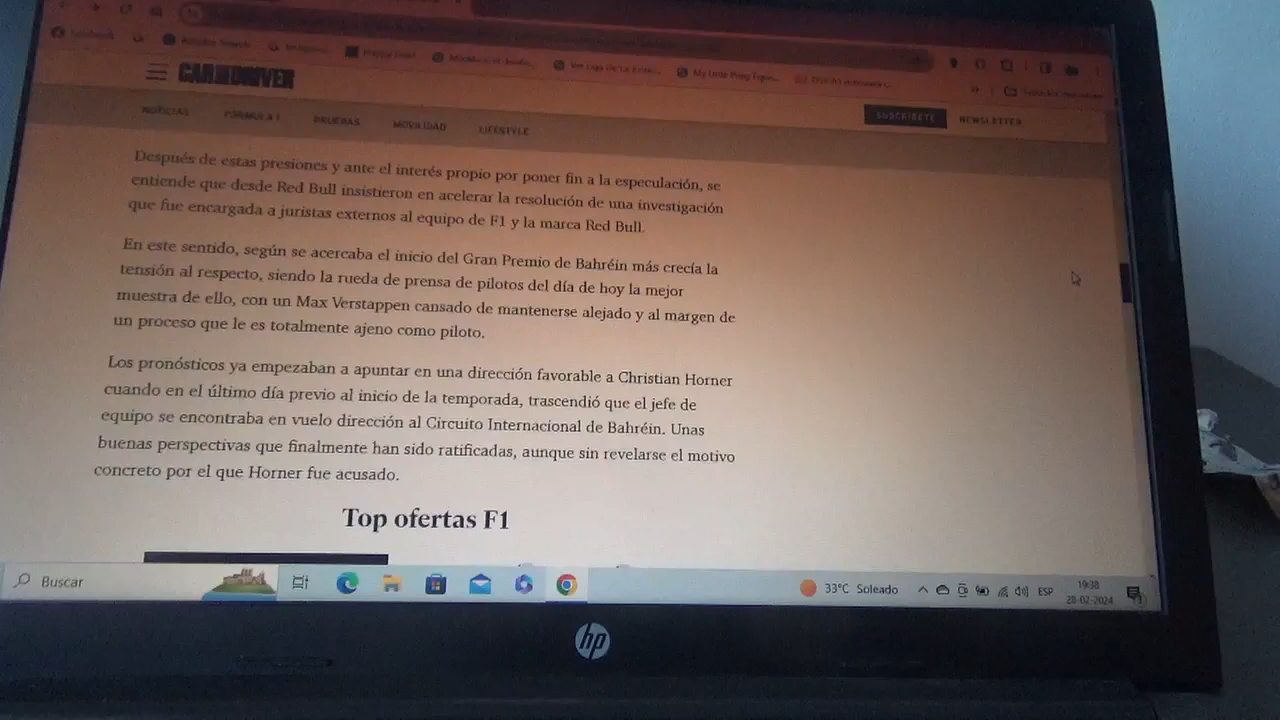 facebook
CAR AND DRIVER
NOTICIAS FÓRMULA 1 PRUEBAS MOVILIDAD LIFESTYLE SUSCRÍBETE NEWSLETTER
Después de estas presiones y ante el interés propio por poner fin a la especulación, se
entiende que desde Red Bull insistieron en acelerar la resolución de una investigación
que fue encargada a juristas externos al equipo de F1 y la marca Red Bull.
En este sentido, según se acercaba el inicio del Gran Premio de Bahréin más crecía la
tensión al respecto, siendo la rueda de prensa de pilotos del día de hoy la mejor
muestra de ello, con un Max Verstappen cansado de mantenerse alejado y al margen de
un proceso que le es totalmente ajeno como piloto.
Los pronósticos ya empezaban a apuntar en una dirección favorable a Christian Horner
cuando en el último día previo al inicio de la temporada, trascendió que el jefe de
equipo se encontraba en vuelo dirección al Circuito Internacional de Bahréin. Unas
buenas perspectivas que finalmente han sido ratificadas, aunque sin revelarse el motivo
concreto por el que Horner fue acusado.
Top ofertas F1
Buscar 33°C Soleado ESP 19:38
28-02-2024
hp